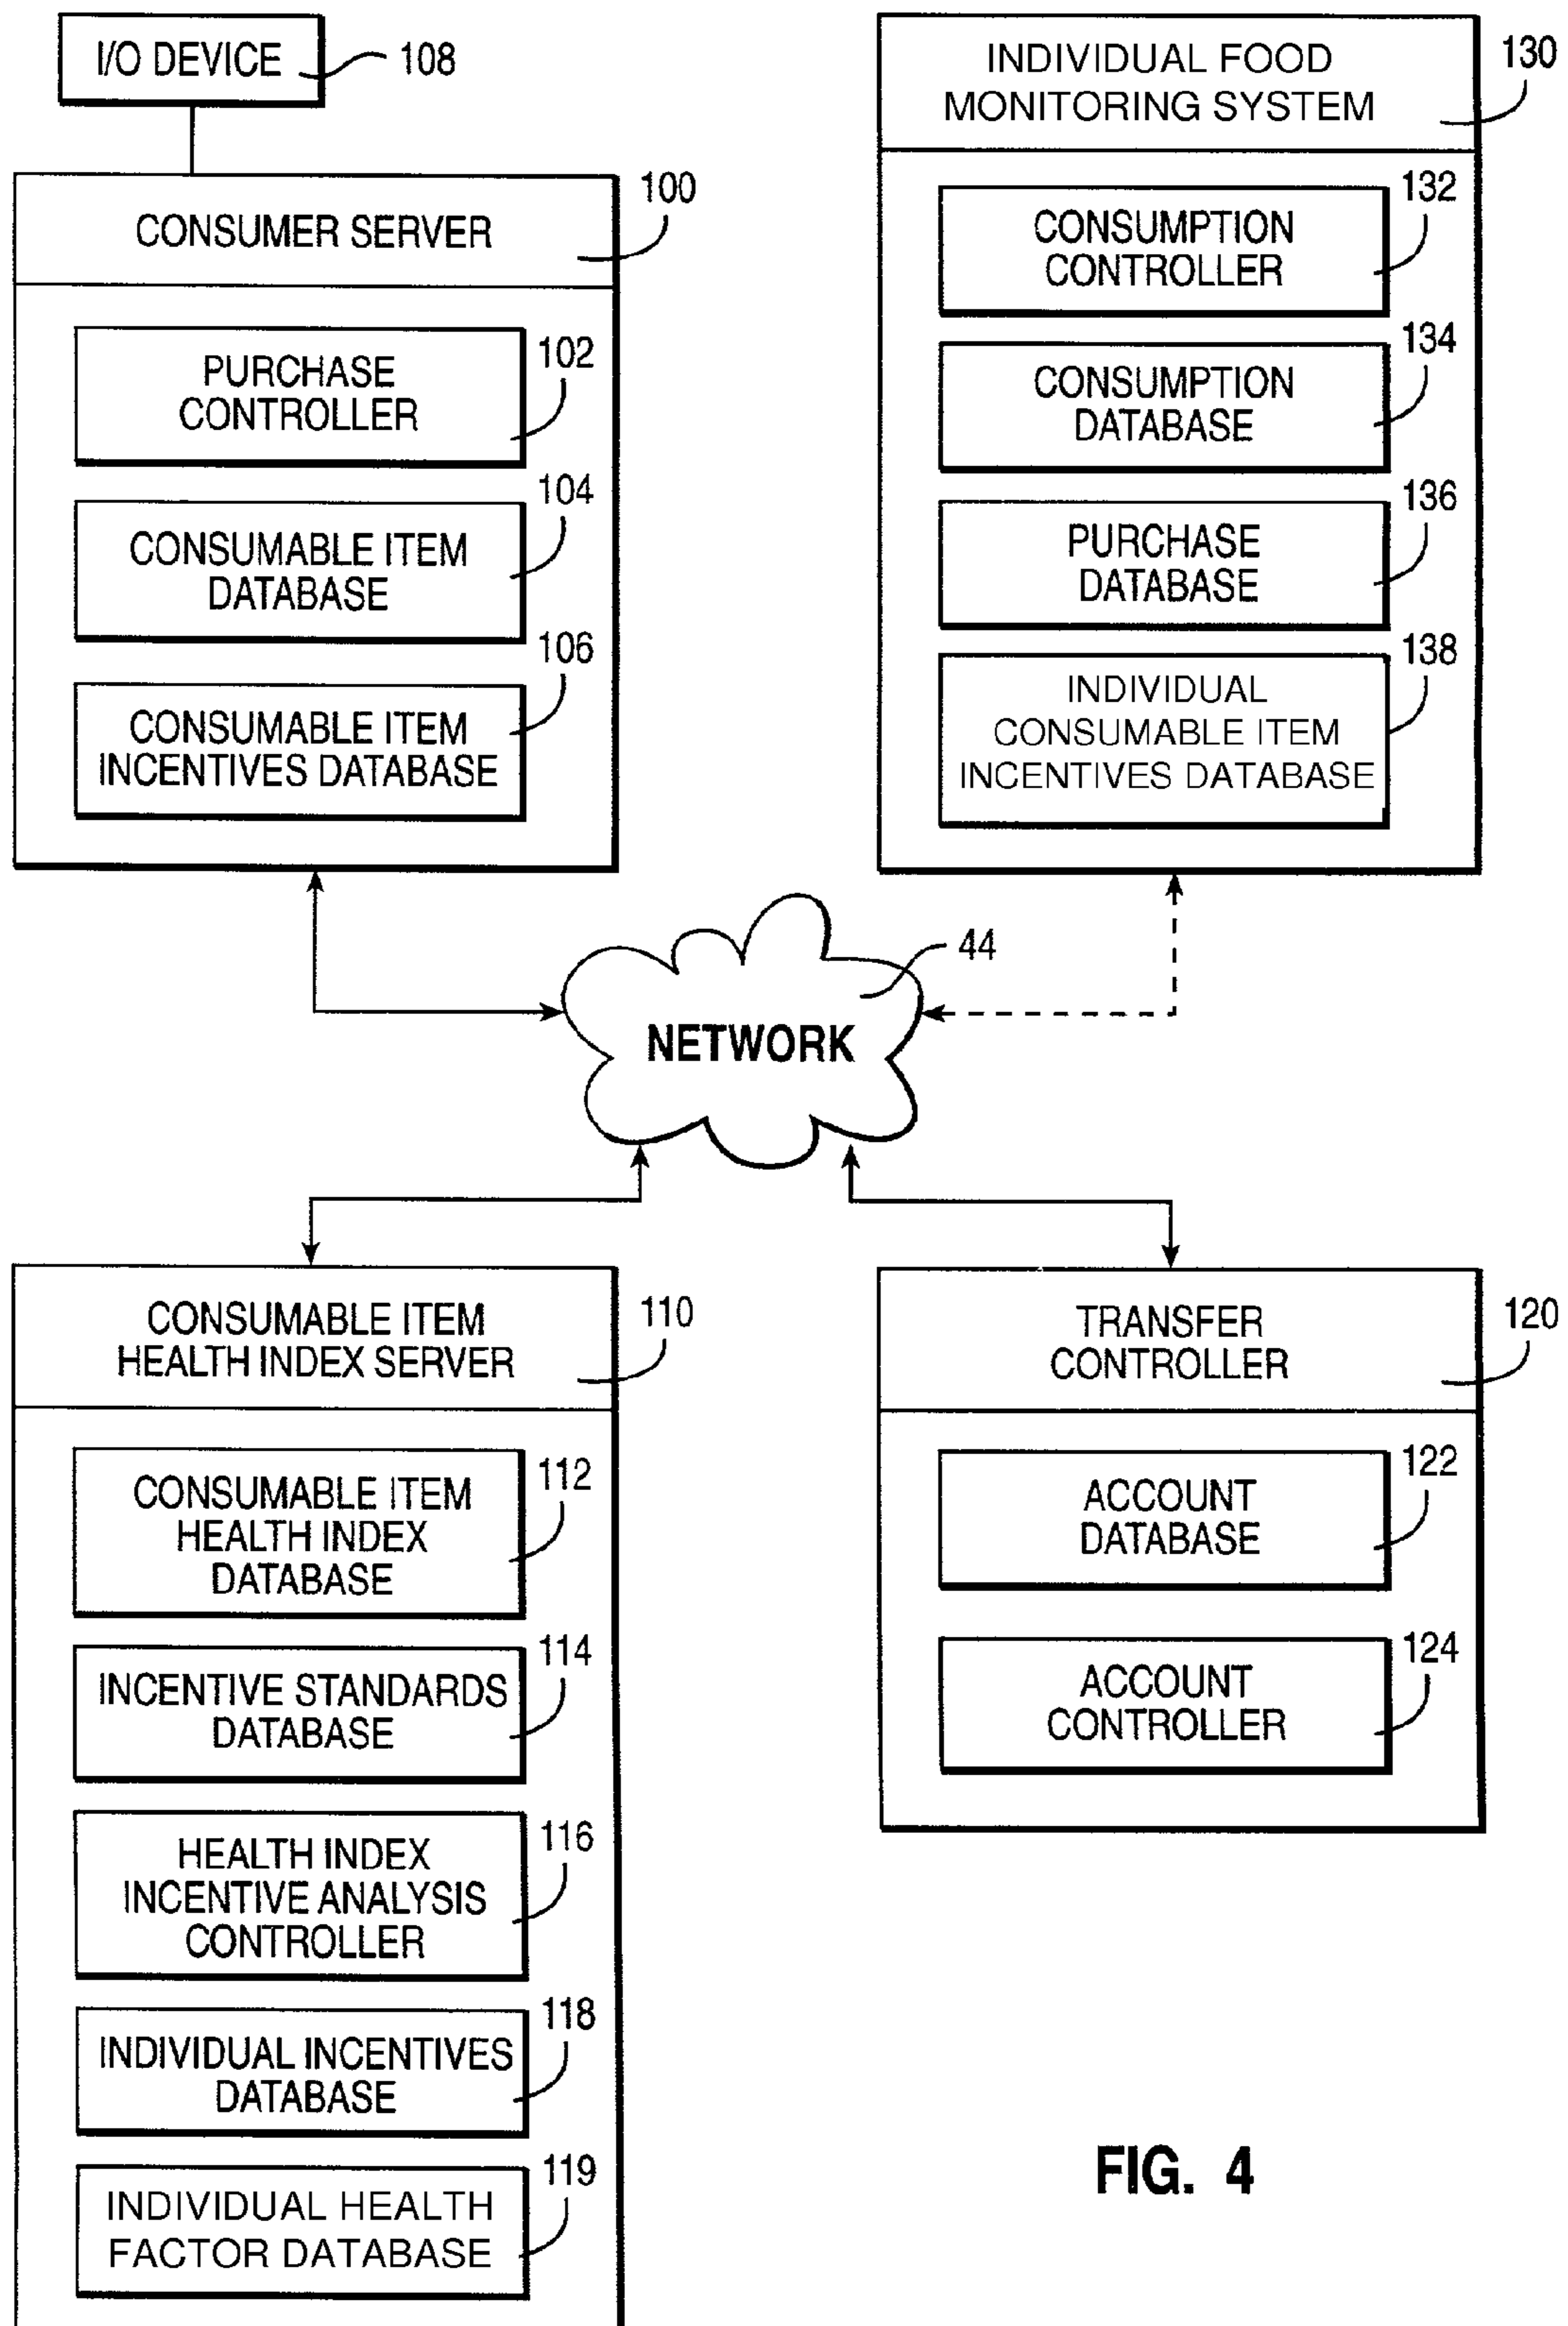 I/O DEVICE
108
CONSUMER SERVER
100
PURCHASE
CONTROLLER
102
CONSUMABLE ITEM
DATABASE
104
CONSUMABLE ITEM
INCENTIVES DATABASE
106
INDIVIDUAL FOOD
MONITORING SYSTEM
130
CONSUMPTION
CONTROLLER
132
CONSUMPTION
DATABASE
134
PURCHASE
DATABASE
136
INDIVIDUAL
CONSUMABLE ITEM
INCENTIVES DATABASE
138
NETWORK
44
CONSUMABLE ITEM
HEALTH INDEX SERVER
110
CONSUMABLE ITEM
HEALTH INDEX
DATABASE
112
INCENTIVE STANDARDS
DATABASE
114
HEALTH INDEX
INCENTIVE ANALYSIS
CONTROLLER
116
INDIVIDUAL INCENTIVES
DATABASE
118
INDIVIDUAL HEALTH
FACTOR DATABASE
119
TRANSFER
CONTROLLER
120
ACCOUNT
DATABASE
122
ACCOUNT
CONTROLLER
124
FIG. 4